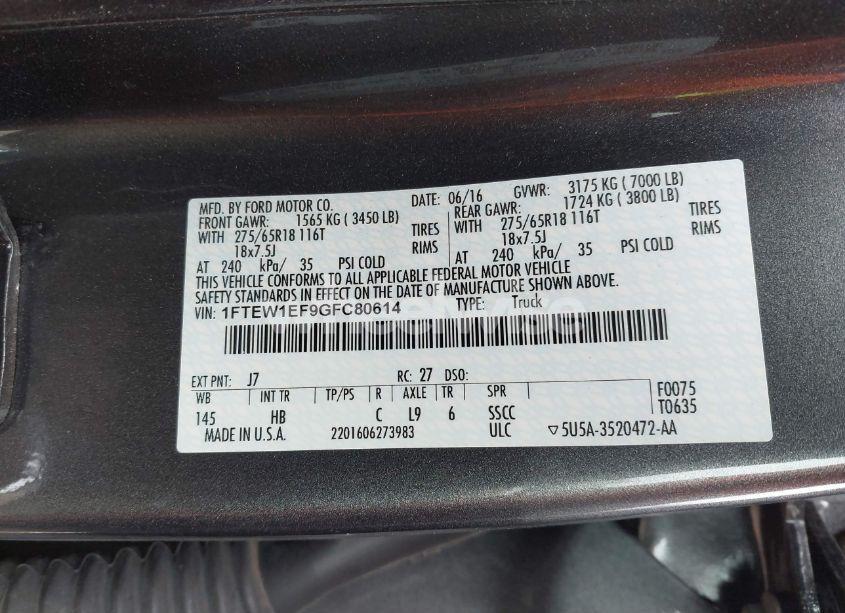 MFD. BY FORD MOTOR CO. DATE: 06/16 GVWR: 3175 KG ( 7000 LB)
FRONT GAWR: 1565 KG ( 3450 LB) REAR GAWR: 1724 KG ( 3800 LB)
WITH 275/65R18 116T TIRES WITH 275/65R18 116T TIRES
18x7.5J RIMS 18x7.5J RIMS
AT 240 kPa/ 35 PSI COLD AT 240 kPa/ 35 PSI COLD
THIS VEHICLE CONFORMS TO ALL APPLICABLE FEDERAL MOTOR VEHICLE
SAFETY STANDARDS IN EFFECT ON THE DATE OF MANUFACTURE SHOWN ABOVE.
VIN: 1FTEW1EF9GFC80614 TYPE: Truck
EXT PNT: J7 RC: 27 DSO:
WB INT TR TP/PS R AXLE TR SPR F0075
145 HB C L9 6 SSCC T0635
MADE IN U.S.A. 2201606273983 ULC ▽5U5A-3520472-AA